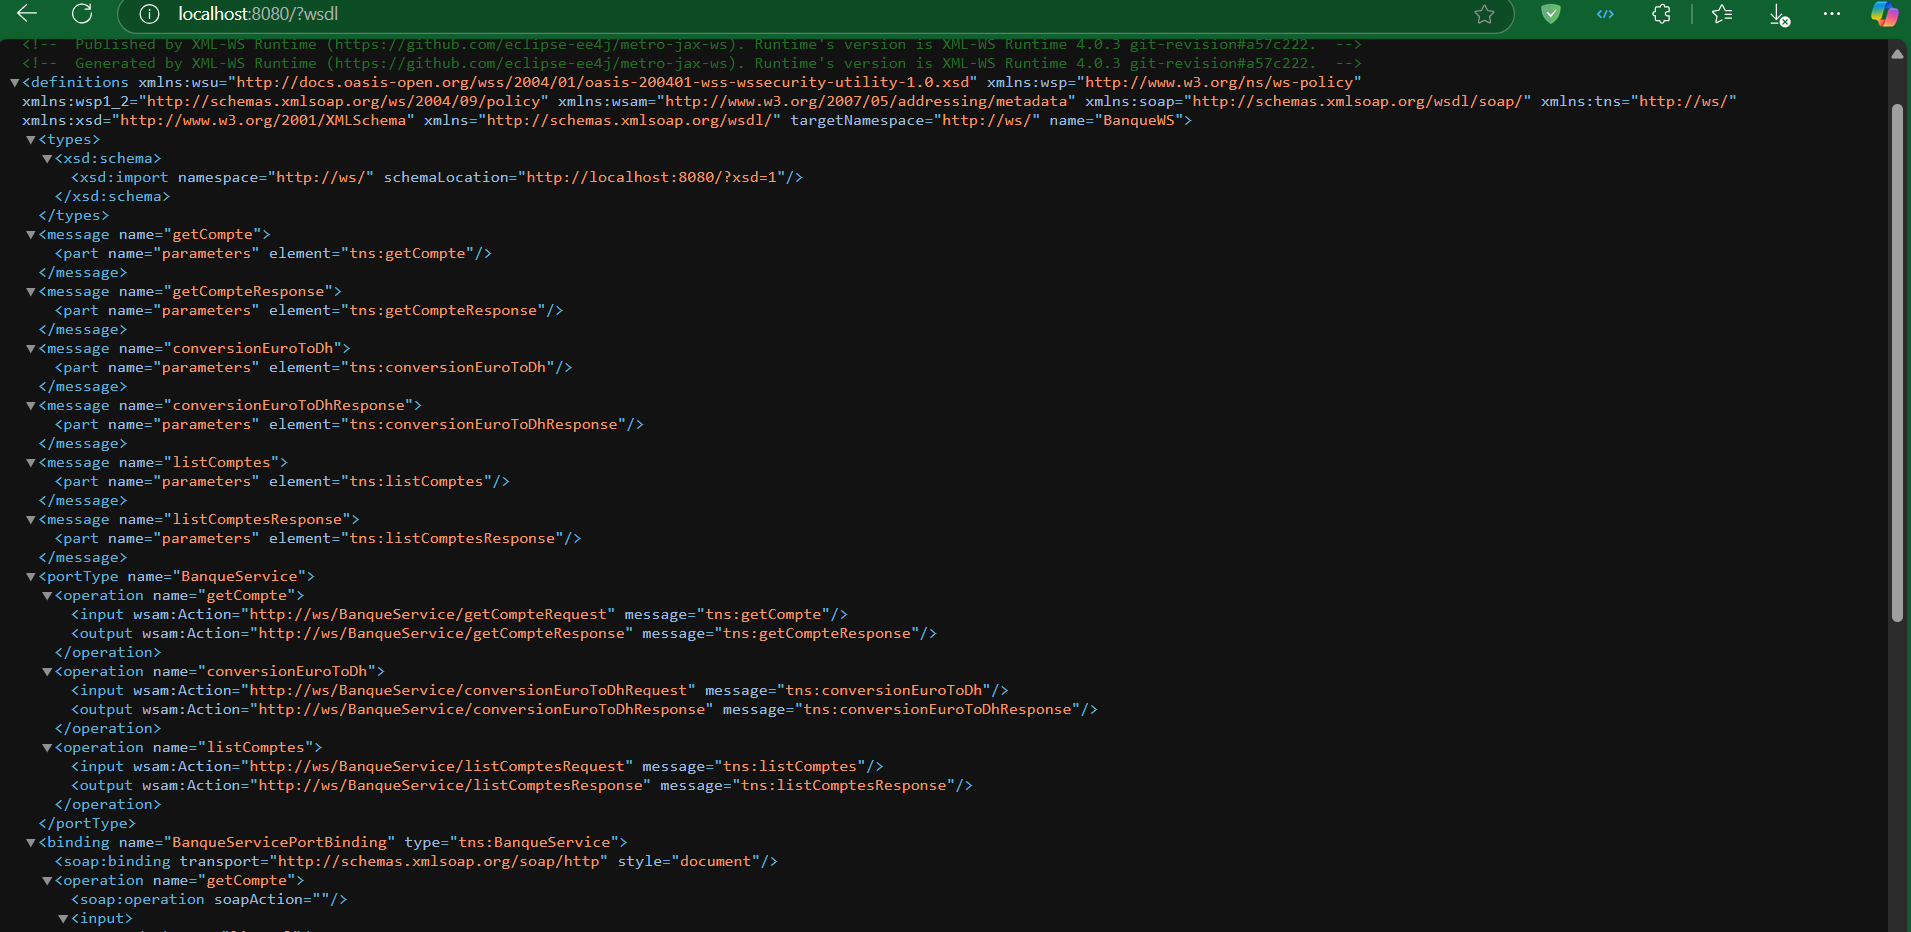 localhost:8080/?wsdl
<!-- Published by XML-WS Runtime (https://github.com/eclipse-ee4j/metro-jax-ws). Runtime's version is XML-WS Runtime 4.0.3 git-revision#a57c222. -->
<!-- Generated by XML-WS Runtime (https://github.com/eclipse-ee4j/metro-jax-ws). Runtime's version is XML-WS Runtime 4.0.3 git-revision#a57c222. -->
<definitions xmlns:wsu="http://docs.oasis-open.org/wss/2004/01/oasis-200401-wss-wssecurity-utility-1.0.xsd" xmlns:wsp="http://www.w3.org/ns/ws-policy"
xmlns:wsp1_2="http://schemas.xmlsoap.org/ws/2004/09/policy" xmlns:wsam="http://www.w3.org/2007/05/addressing/metadata" xmlns:soap="http://schemas.xmlsoap.org/wsdl/soap/" xmlns:tns="http://ws/"
xmlns:xsd="http://www.w3.org/2001/XMLSchema" xmlns="http://schemas.xmlsoap.org/wsdl/" targetNamespace="http://ws/" name="BanqueWS">
<types>
<xsd:schema>
<xsd:import namespace="http://ws/" schemaLocation="http://localhost:8080/?xsd=1"/>
</xsd:schema>
</types>
<message name="getCompte">
<part name="parameters" element="tns:getCompte"/>
</message>
<message name="getCompteResponse">
<part name="parameters" element="tns:getCompteResponse"/>
</message>
<message name="conversionEuroToDh">
<part name="parameters" element="tns:conversionEuroToDh"/>
</message>
<message name="conversionEuroToDhResponse">
<part name="parameters" element="tns:conversionEuroToDhResponse"/>
</message>
<message name="listComptes">
<part name="parameters" element="tns:listComptes"/>
</message>
<message name="listComptesResponse">
<part name="parameters" element="tns:listComptesResponse"/>
</message>
<portType name="BanqueService">
<operation name="getCompte">
<input wsam:Action="http://ws/BanqueService/getCompteRequest" message="tns:getCompte"/>
<output wsam:Action="http://ws/BanqueService/getCompteResponse" message="tns:getCompteResponse"/>
</operation>
<operation name="conversionEuroToDh">
<input wsam:Action="http://ws/BanqueService/conversionEuroToDhRequest" message="tns:conversionEuroToDh"/>
<output wsam:Action="http://ws/BanqueService/conversionEuroToDhResponse" message="tns:conversionEuroToDhResponse"/>
</operation>
<operation name="listComptes">
<input wsam:Action="http://ws/BanqueService/listComptesRequest" message="tns:listComptes"/>
<output wsam:Action="http://ws/BanqueService/listComptesResponse" message="tns:listComptesResponse"/>
</operation>
</portType>
<binding name="BanqueServicePortBinding" type="tns:BanqueService">
<soap:binding transport="http://schemas.xmlsoap.org/soap/http" style="document"/>
<operation name="getCompte">
<soap:operation soapAction=""/>
<input>